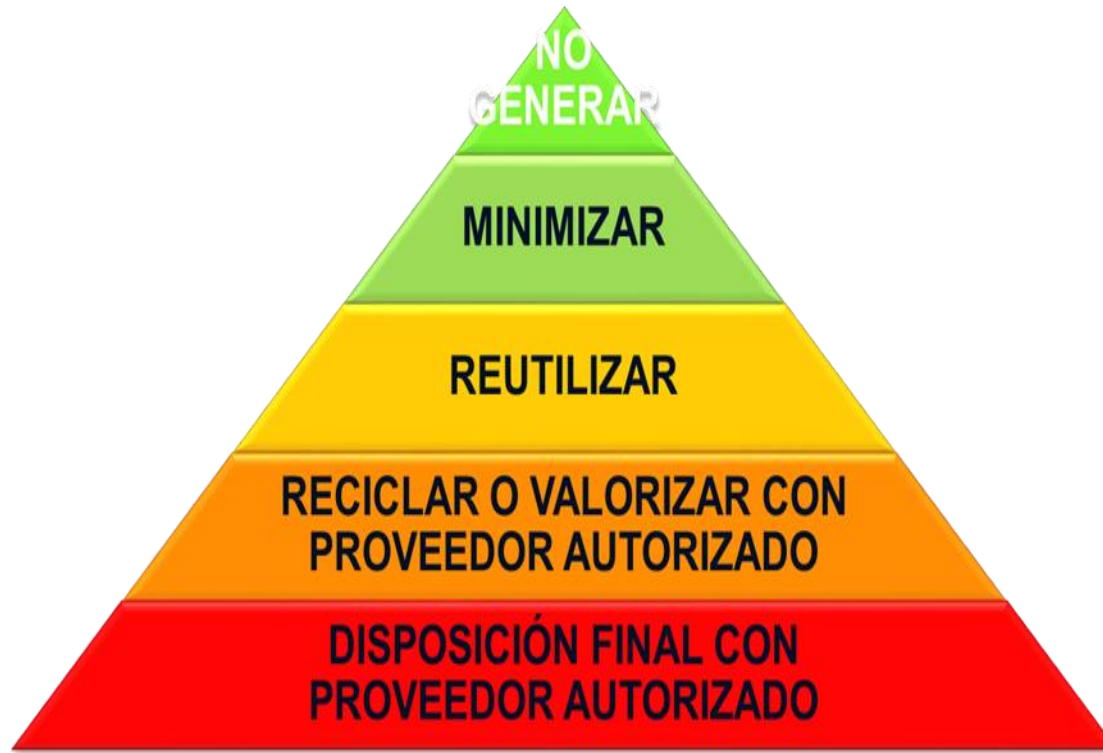 NO
GENERAR
MINIMIZAR
REUTILIZAR
RECICLAR O VALORIZAR CON
PROVEEDOR AUTORIZADO
DISPOSICIÓN FINAL CON
PROVEEDOR AUTORIZADO